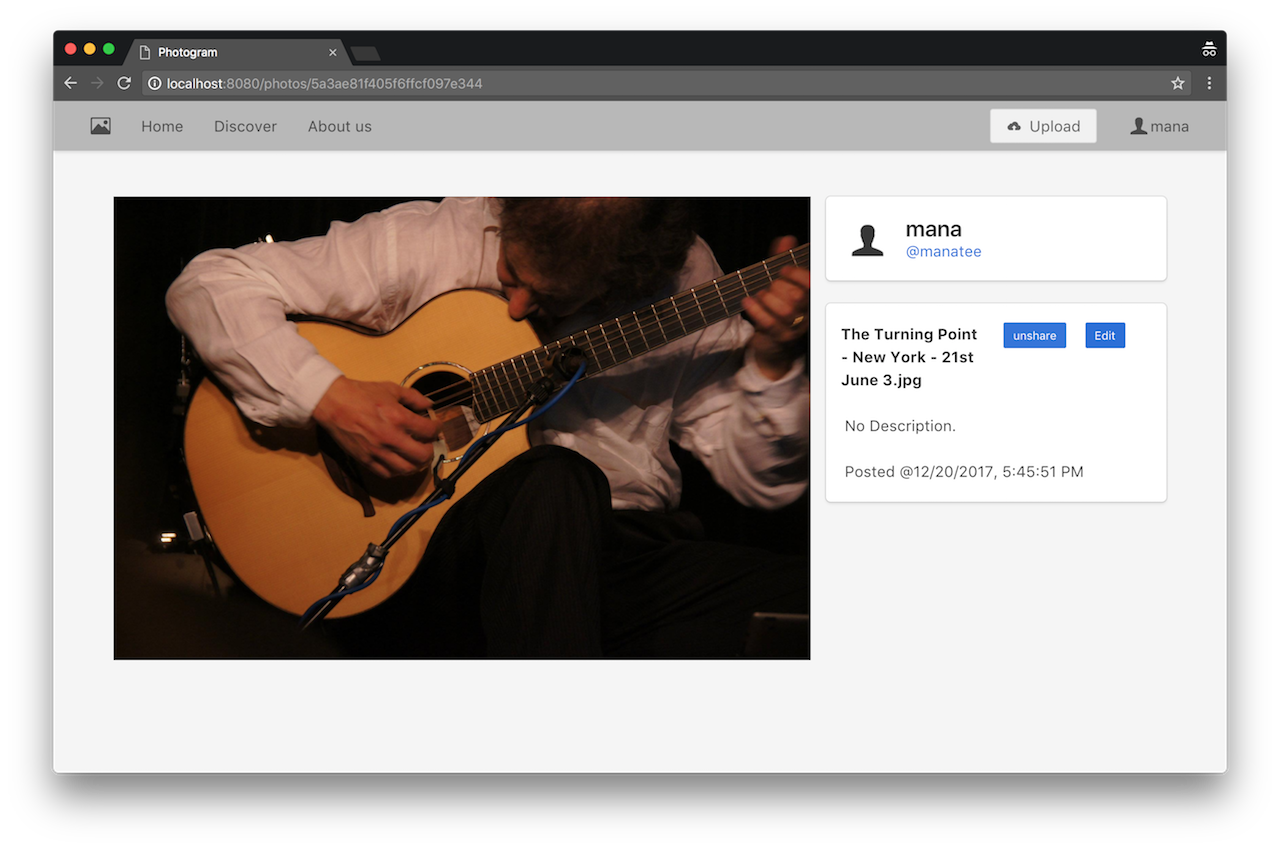 Photogram
localhost:8080/photos/5a3ae81f405f6ffcf097e344
Home Discover About us Upload mana
mana
@manatee
The Turning Point
- New York - 21st
June 3.jpg
unshare Edit
No Description.
Posted @12/20/2017, 5:45:51 PM